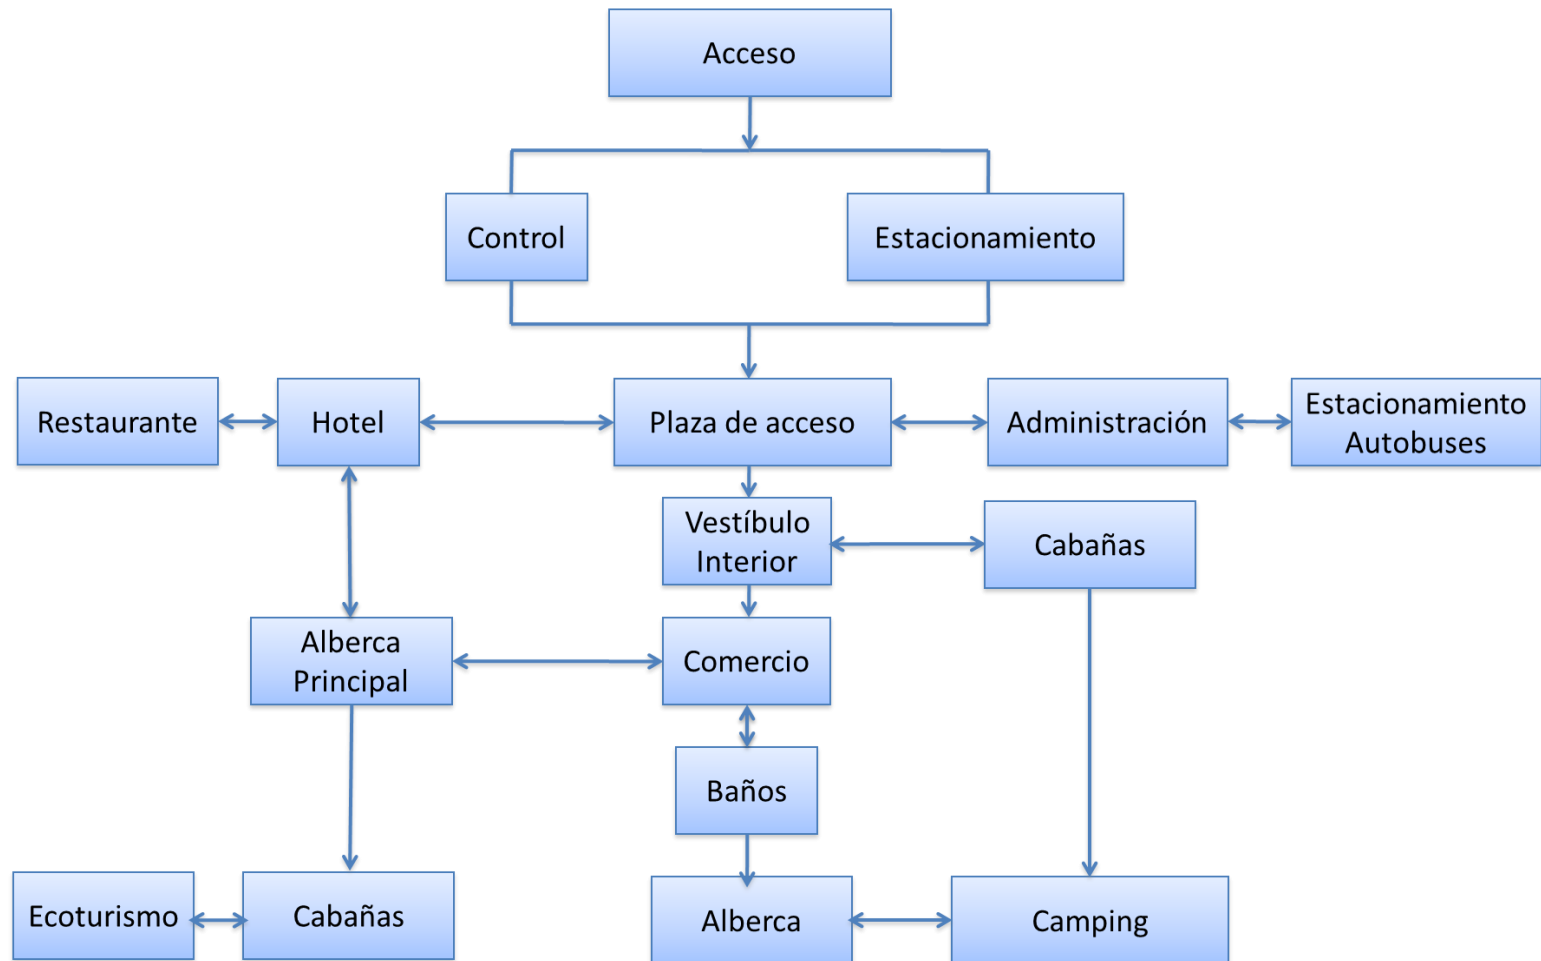 Acceso
Control
Estacionamiento
Restaurante
Hotel
Plaza de acceso
Administración
Estacionamiento
Autobuses
Vestíbulo
Interior
Cabañas
Alberca
Principal
Comercio
Baños
Ecoturismo
Cabañas
Alberca
Camping